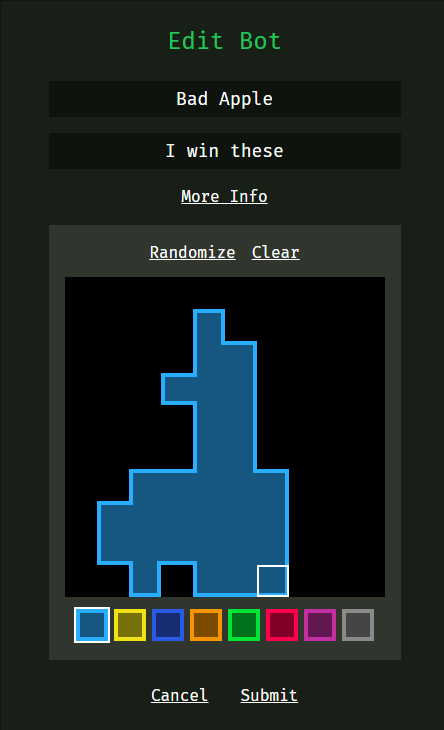 Edit Bot
Bad Apple
I win these
More Info
Randomize Clear
Cancel Submit